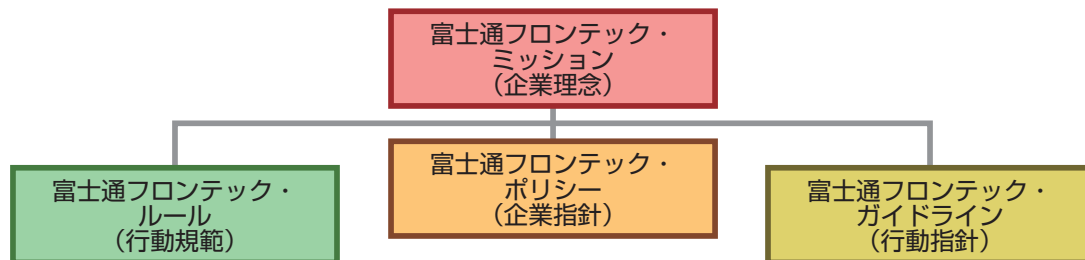 富士通フロンテック・
ミッション
（企業理念）
富士通フロンテック・
ルール
（行動規範）
富士通フロンテック・
ポリシー
（企業指針）
富士通フロンテック・
ガイドライン
（行動指針）